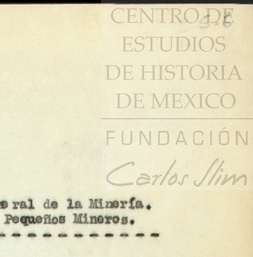 CENTRO DE
ESTUDIOS
DE HISTORIA
DE MEXICO
FUNDACIÓN
Carlos Slim
ral de la Minería.
Pequeños Mineros.